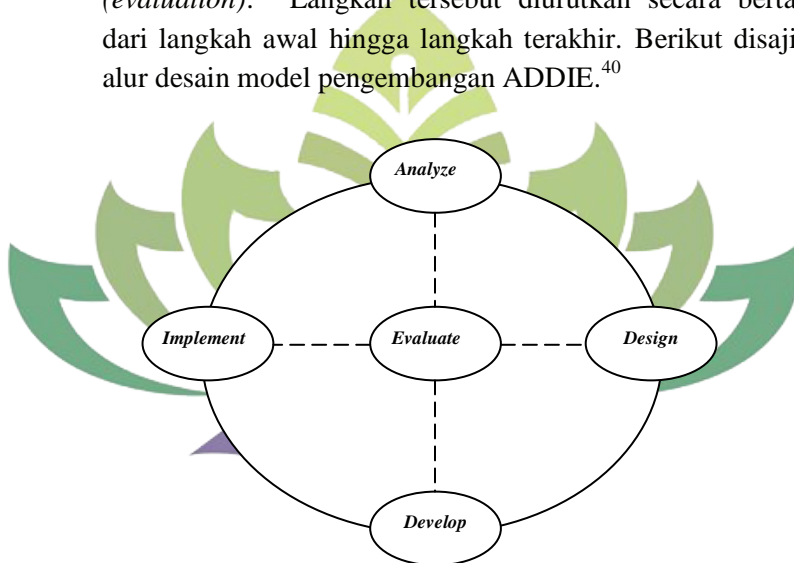 (evaluation). Langkah tersebut diurutkan secara berta
dari langkah awal hingga langkah terakhir. Berikut disaji
alur desain model pengembangan ADDIE.40
Analyze
Implement Evaluate Design
Develop